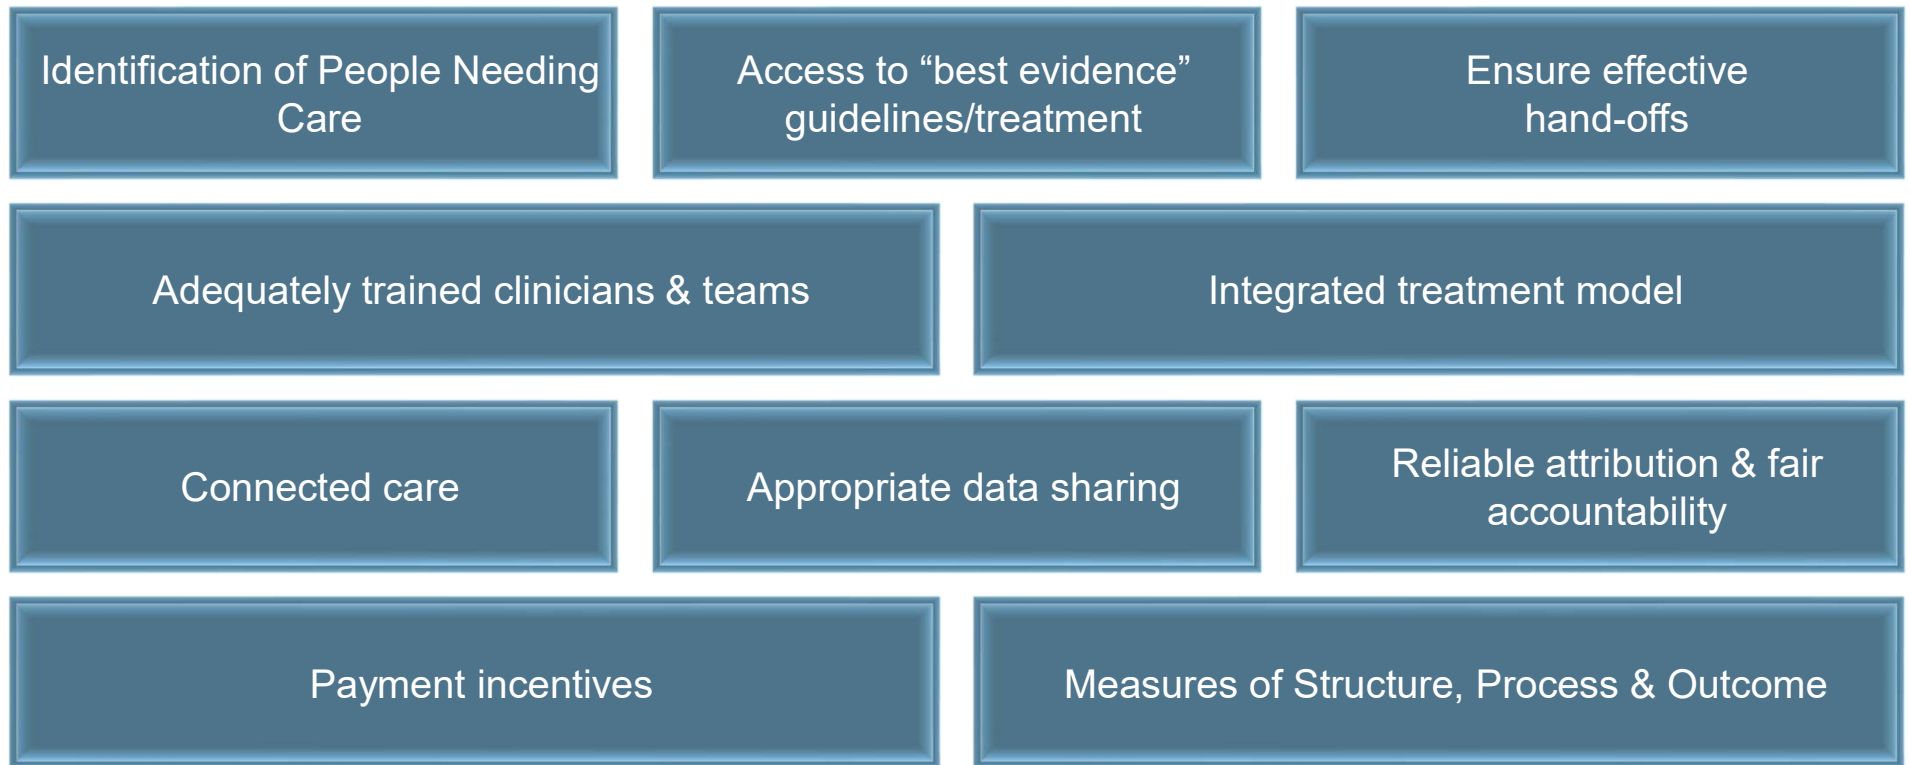 Identification of People Needing
Care
Access to “best evidence”
guidelines/treatment
Ensure effective
hand-offs
Adequately trained clinicians & teams
Integrated treatment model
Connected care
Appropriate data sharing
Reliable attribution & fair
accountability
Payment incentives
Measures of Structure, Process & Outcome